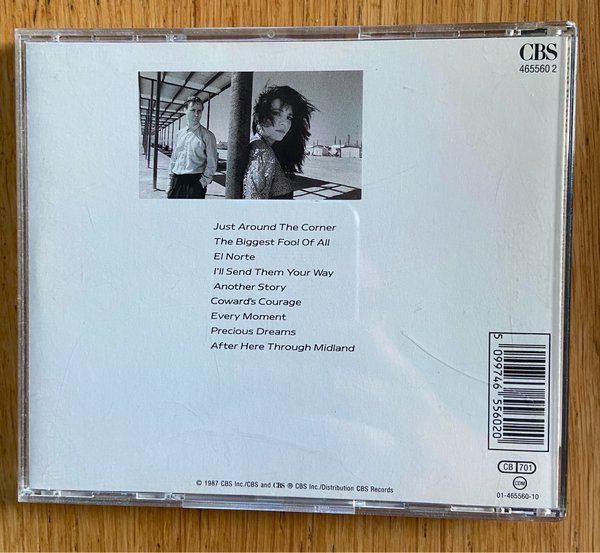 CBS
465560 2
Just Around The Corner
The Biggest Fool Of All
El Norte
I'll Send Them Your Way
Another Story
Coward's Courage
Every Moment
Precious Dreams
After Here Through Midland
5 099746 556020
CB 701
CDM
© 1987 CBS Inc./CBS and CBS ® CBS Inc./Distribution CBS Records
01-465560-10